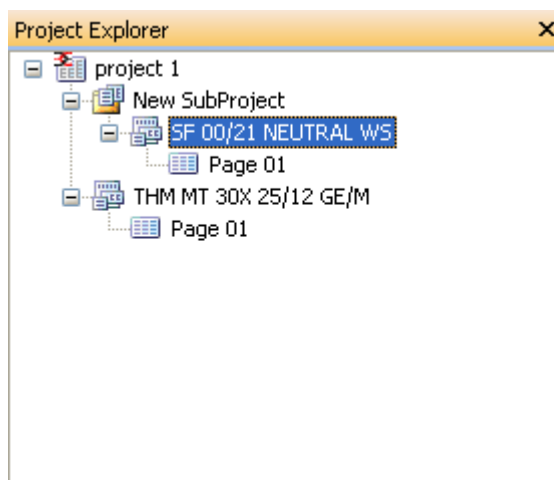 Project Explorer
project 1
New SubProject
SF 00/21 NEUTRAL WS
Page 01
THM MT 30X 25/12 GE/M
Page 01